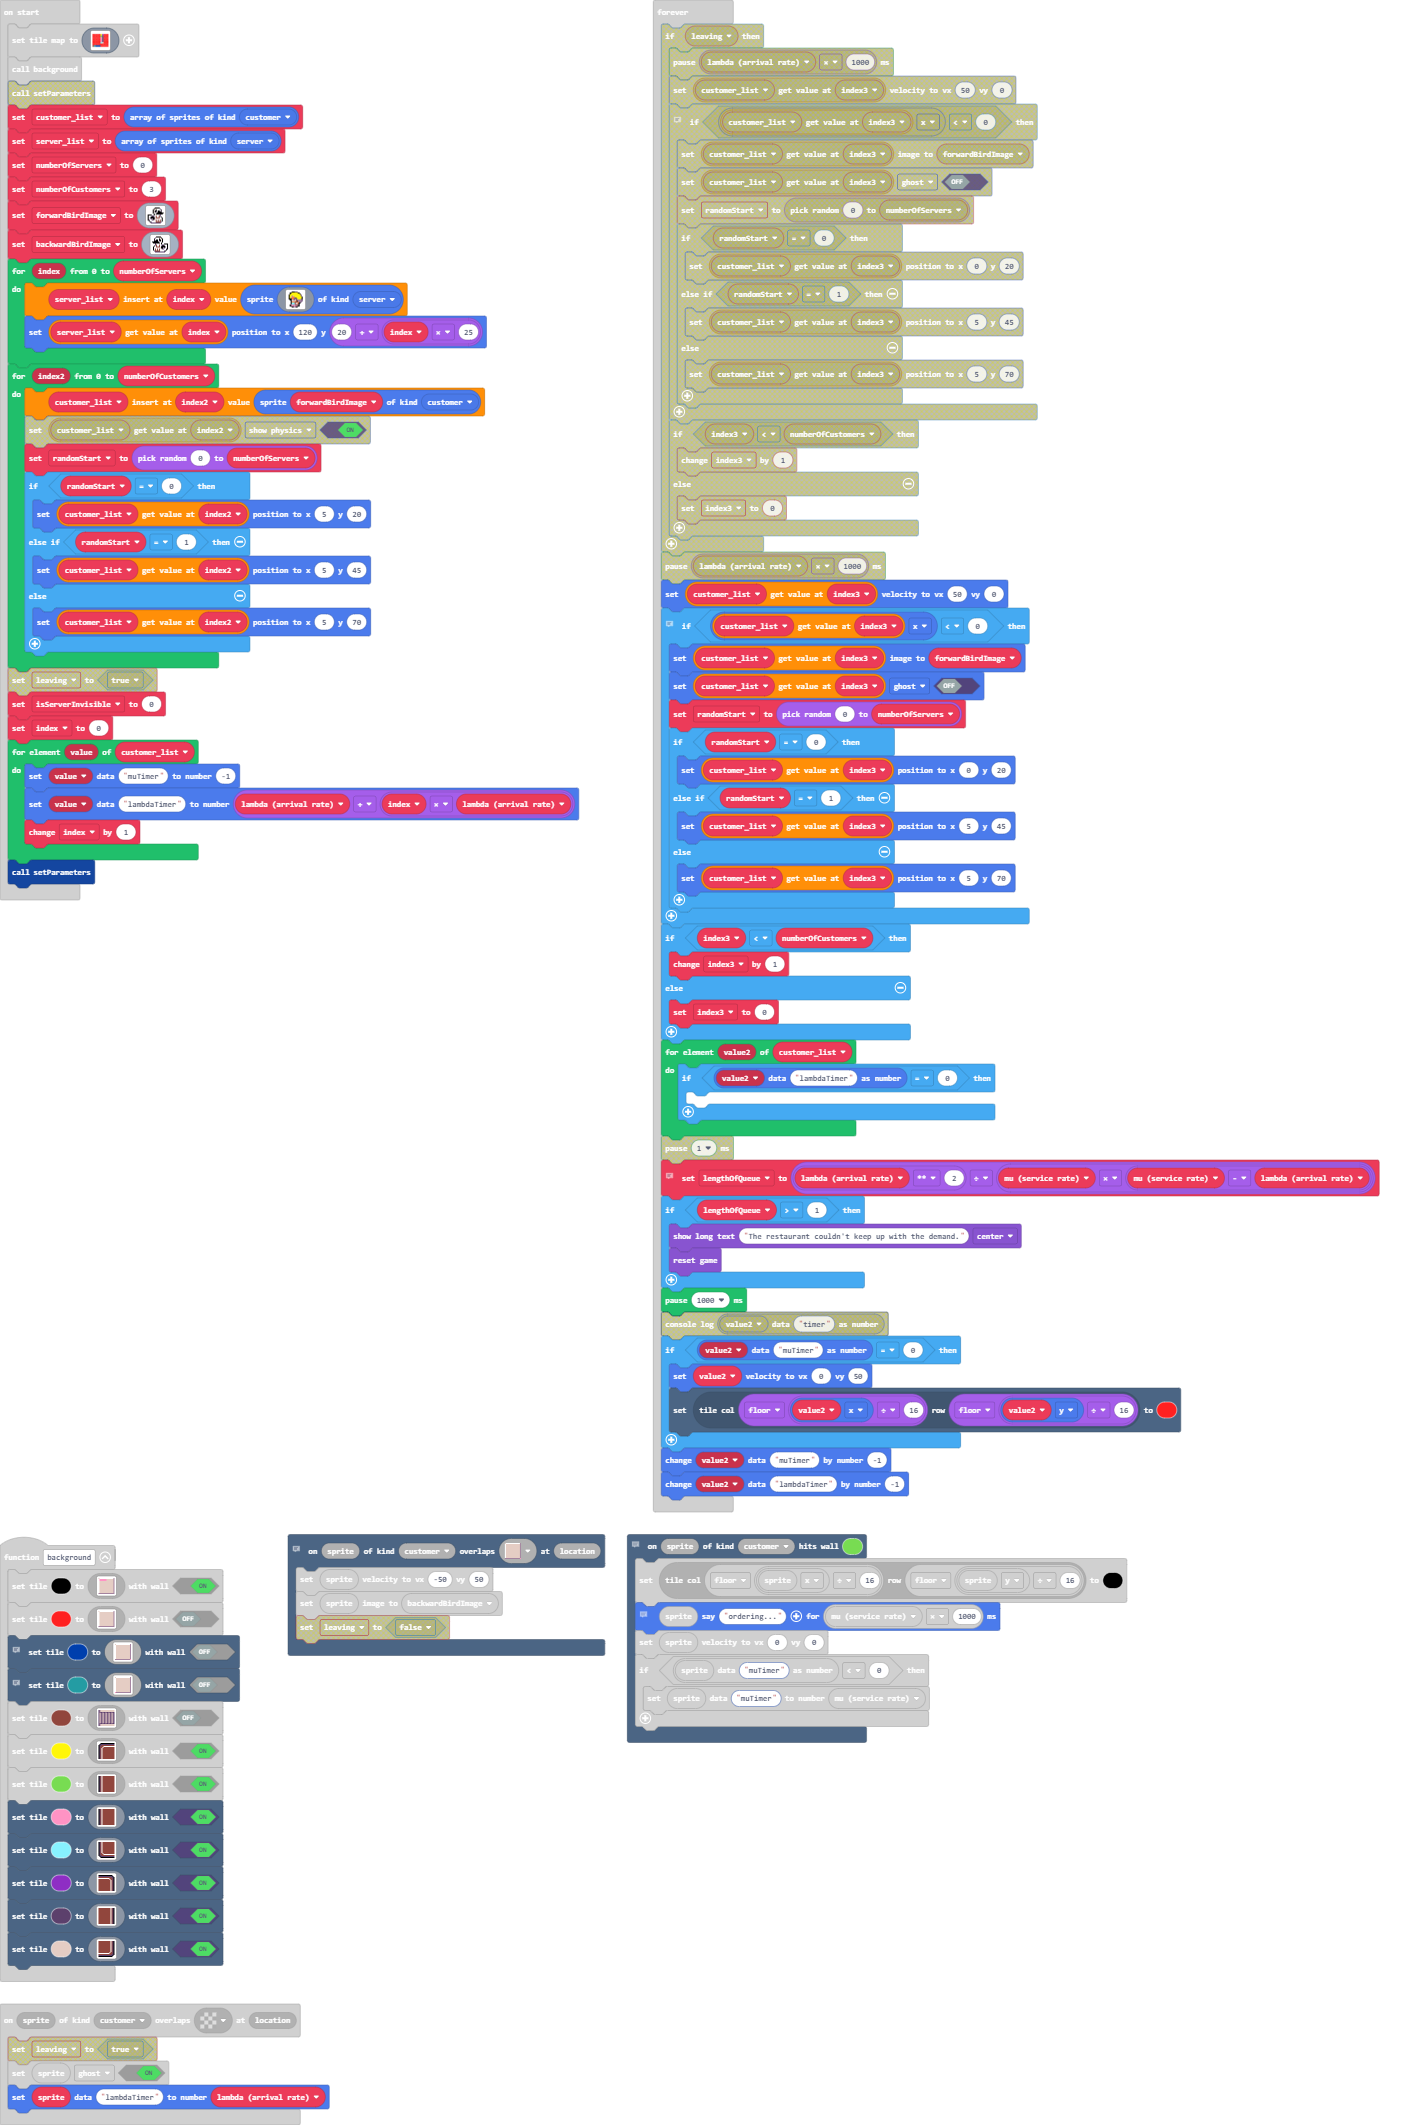 on start
set tile map to
call background
call setParameters
set customer_list to array of sprites of kind customer
set server_list to array of sprites of kind server
set numberOfServers to 0
set numberOfCustomers to 3
set forwardBirdImage to
set backwardBirdImage to
for index from 0 to numberOfServers
do
server_list insert at index value sprite of kind server
set server_list get value at index position to x 120 y 20 + index × 25
for index2 from 0 to numberOfCustomers
do
customer_list insert at index2 value sprite forwardBirdImage of kind customer
set customer_list get value at index2 show physics ON
set randomStart to pick random 0 to numberOfServers
if randomStart = 0 then
set customer_list get value at index2 position to x 5 y 20
else if randomStart = 1 then
set customer_list get value at index2 position to x 5 y 45
else
set customer_list get value at index2 position to x 5 y 70
set leaving to true
set isServerInvisible to 0
set index to 0
for element value of customer_list
do
set value data "muTimer" to number -1
set value data "lambdaTimer" to number lambda (arrival rate) + index × lambda (arrival rate)
change index by 1
call setParameters
forever
if leaving then
pause lambda (arrival rate) × 1000 ms
set customer_list get value at index3 velocity to vx 50 vy 0
if customer_list get value at index3 x < 0 then
set customer_list get value at index3 image to forwardBirdImage
set customer_list get value at index3 ghost OFF
set randomStart to pick random 0 to numberOfServers
if randomStart = 0 then
set customer_list get value at index3 position to x 0 y 20
else if randomStart = 1 then
set customer_list get value at index3 position to x 5 y 45
else
set customer_list get value at index3 position to x 5 y 70
if index3 < numberOfCustomers then
change index3 by 1
else
set index3 to 0
pause lambda (arrival rate) × 1000 ms
set customer_list get value at index3 velocity to vx 50 vy 0
if customer_list get value at index3 x < 0 then
set customer_list get value at index3 image to forwardBirdImage
set customer_list get value at index3 ghost OFF
set randomStart to pick random 0 to numberOfServers
if randomStart = 0 then
set customer_list get value at index3 position to x 0 y 20
else if randomStart = 1 then
set customer_list get value at index3 position to x 5 y 45
else
set customer_list get value at index3 position to x 5 y 70
if index3 < numberOfCustomers then
change index3 by 1
else
set index3 to 0
for element value2 of customer_list
do
if value2 data "lambdaTimer" as number = 0 then
pause 1 ms
set lengthOfQueue to lambda (arrival rate) ** 2 ÷ mu (service rate) × mu (service rate) - lambda (arrival rate)
if lengthOfQueue > 1 then
show long text "The restaurant couldn't keep up with the demand." center
reset game
pause 1000 ms
console log value2 data "timer" as number
if value2 data "muTimer" as number = 0 then
set value2 velocity to vx 0 vy 50
set tile col floor value2 x ÷ 16 row floor value2 y ÷ 16 to
change value2 data "muTimer" by number -1
change value2 data "lambdaTimer" by number -1
function background
set tile to with wall ON
set tile to with wall OFF
set tile to with wall OFF
set tile to with wall OFF
set tile to with wall OFF
set tile to with wall ON
set tile to with wall ON
set tile to with wall ON
set tile to with wall ON
set tile to with wall ON
set tile to with wall ON
set tile to with wall ON
on sprite of kind customer overlaps at location
set sprite velocity to vx -50 vy 50
set sprite image to backwardBirdImage
set leaving to false
on sprite of kind customer hits wall
set tile col floor sprite x ÷ 16 row floor sprite y ÷ 16 to
sprite say "ordering..." for mu (service rate) × 1000 ms
set sprite velocity to vx 0 vy 0
if sprite data "muTimer" as number < 0 then
set sprite data "muTimer" to number mu (service rate)
on sprite of kind customer overlaps at location
set leaving to true
set sprite ghost ON
set sprite data "lambdaTimer" to number lambda (arrival rate)